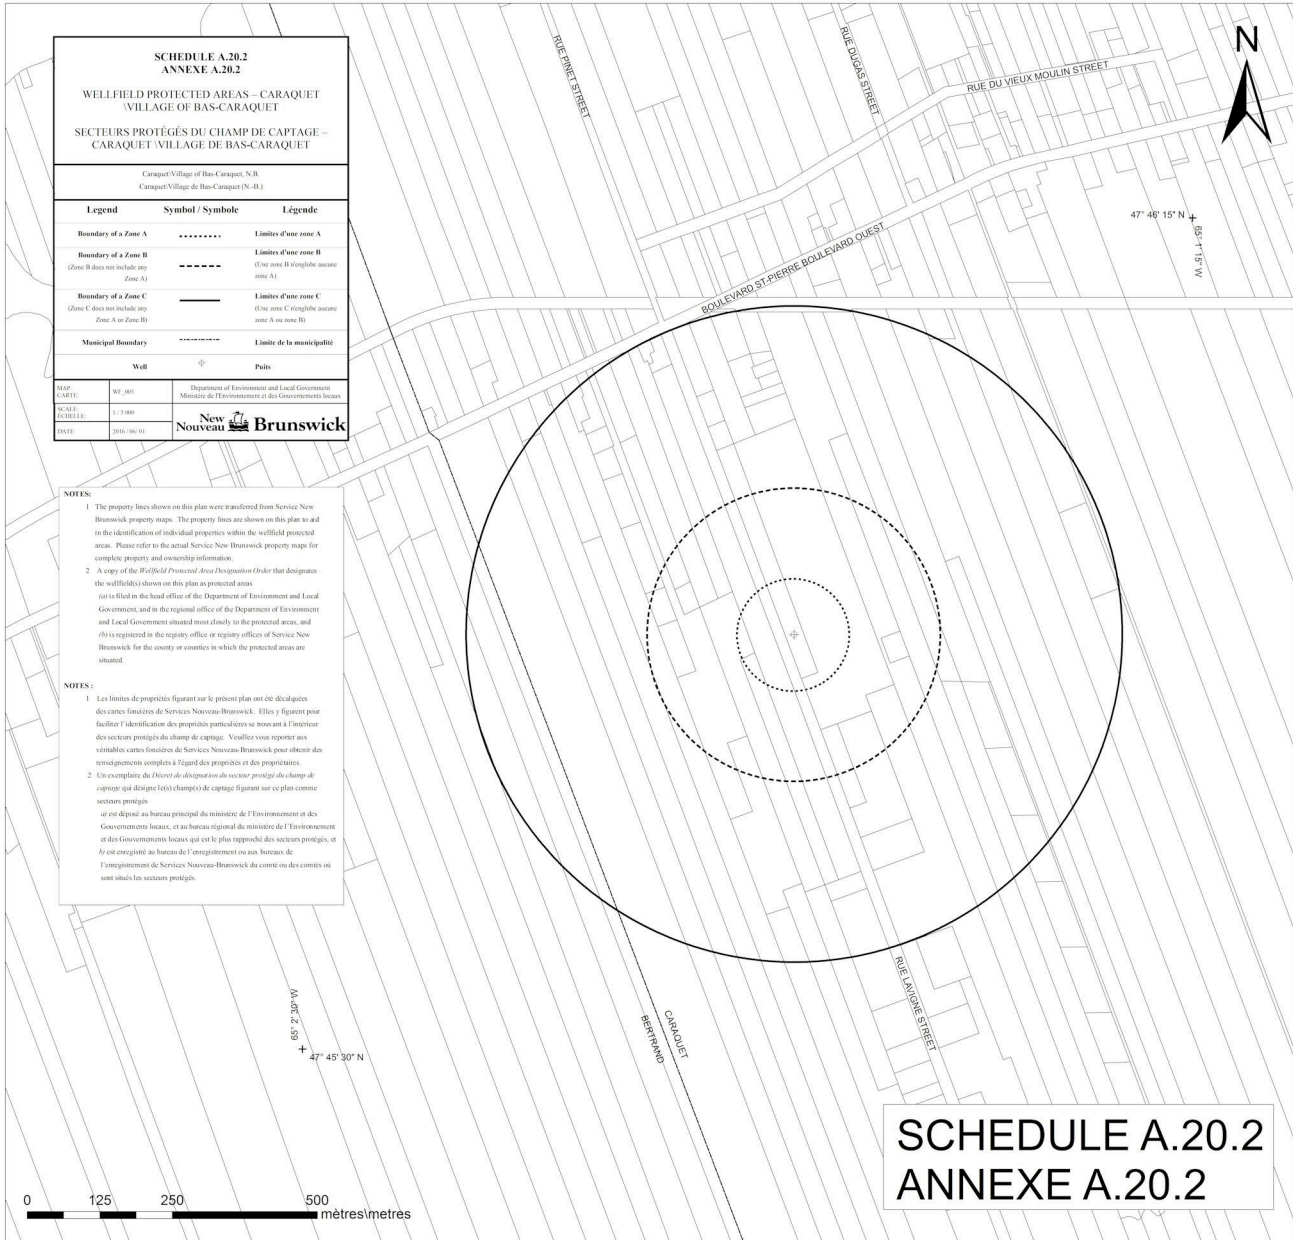 SCHEDULE A.20.2
ANNEXE A.20.2
WELLFIELD PROTECTED AREAS – CARAQUET
\VILLAGE OF BAS-CARAQUET
SECTEURS PROTÉGÉS DU CHAMP DE CAPTAGE –
CARAQUET \VILLAGE DE BAS-CARAQUET
Caraquet\Village of Bas-Caraquet, N.B.
Caraquet\Village de Bas-Caraquet (N.-B.)
Legend Symbol / Symbole Légende
Boundary of a Zone A Limites d'une zone A
Boundary of a Zone B Limites d'une zone B
(Zone B does not include any (Une zone B n'englobe aucune
Zone A) zone A)
Boundary of a Zone C Limites d'une zone C
(Zone C does not include any (Une zone C n'englobe aucune
Zone A or Zone B) zone A ou zone B)
Municipal Boundary Limite de la municipalité
Well Puits
MAP
CARTE: WF_005 Department of Environment and Local Government
Ministère de l'Environnement et des Gouvernements locaux
SCALE:
ÉCHELLE: 1 / 5 000
DATE: 2016 / 06/ 01
New
Nouveau Brunswick
NOTES:
1 The property lines shown on this plan were transferred from Service New
Brunswick property maps. The property lines are shown on this plan to aid
in the identification of individual properties within the wellfield protected
areas. Please refer to the actual Service New Brunswick property maps for
complete property and ownership information.
2 A copy of the Wellfield Protected Area Designation Order that designates
the wellfield(s) shown on this plan as protected areas
(a) is filed in the head office of the Department of Environment and Local
Government, and in the regional office of the Department of Environment
and Local Government situated most closely to the protected areas, and
(b) is registered in the registry office or registry offices of Service New
Brunswick for the county or counties in which the protected areas are
situated.
NOTES :
1 Les limites de propriétés figurant sur le présent plan ont été décalquées
des cartes foncières de Services Nouveau-Brunswick. Elles y figurent pour
faciliter l'identification des propriétés particulières se trouvant à l'intérieur
des secteurs protégés du champ de captage. Veuillez vous reporter aux
véritables cartes foncières de Services Nouveau-Brunswick pour obtenir des
renseignements complets à l'égard des propriétés et des propriétaires.
2 Un exemplaire du Décret de désignation du secteur protégé du champ de
captage qui désigne le(s) champ(s) de captage figurant sur ce plan comme
secteurs protégés
a) est déposé au bureau principal du ministère de l'Environnement et des
Gouvernements locaux, et au bureau régional du ministère de l'Environnement
et des Gouvernements locaux qui est le plus rapproché des secteurs protégés, et
b) est enregistré au bureau de l'enregistrement ou aux bureaux de
l'enregistrement de Services Nouveau-Brunswick du comté ou des comtés où
sont situés les secteurs protégés.
RUE PINET STREET
RUE DUGAS STREET
RUE DU VIEUX MOULIN STREET
N
47° 46' 15" N
65° 1' 15" W
BOULEVARD ST-PIERRE BOULEVARD OUEST
RUE LAVIGNE STREET
CARAQUET
BERTRAND
65° 2' 30" W
47° 45' 30" N
0 125 250 500
mètres\metres
SCHEDULE A.20.2
ANNEXE A.20.2